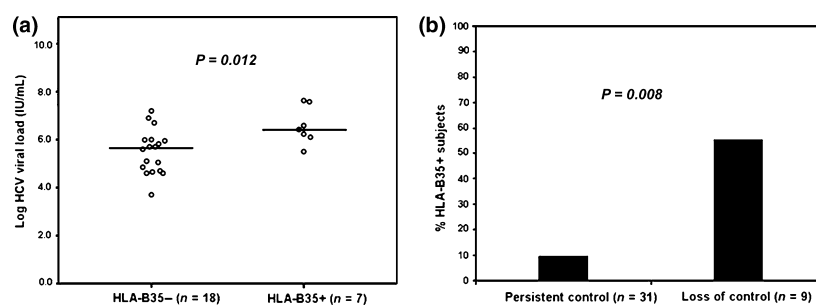 (a)
Log HCV viral load (IU/mL)
10.0
8.0
6.0
4.0
2.0
0.0
P = 0.012
HLA-B35− (n = 18)
HLA-B35+ (n = 7)
(b)
% HLA-B35+ subjects
100
90
80
70
60
50
40
30
20
10
0
P = 0.008
Persistent control (n = 31)
Loss of control (n = 9)